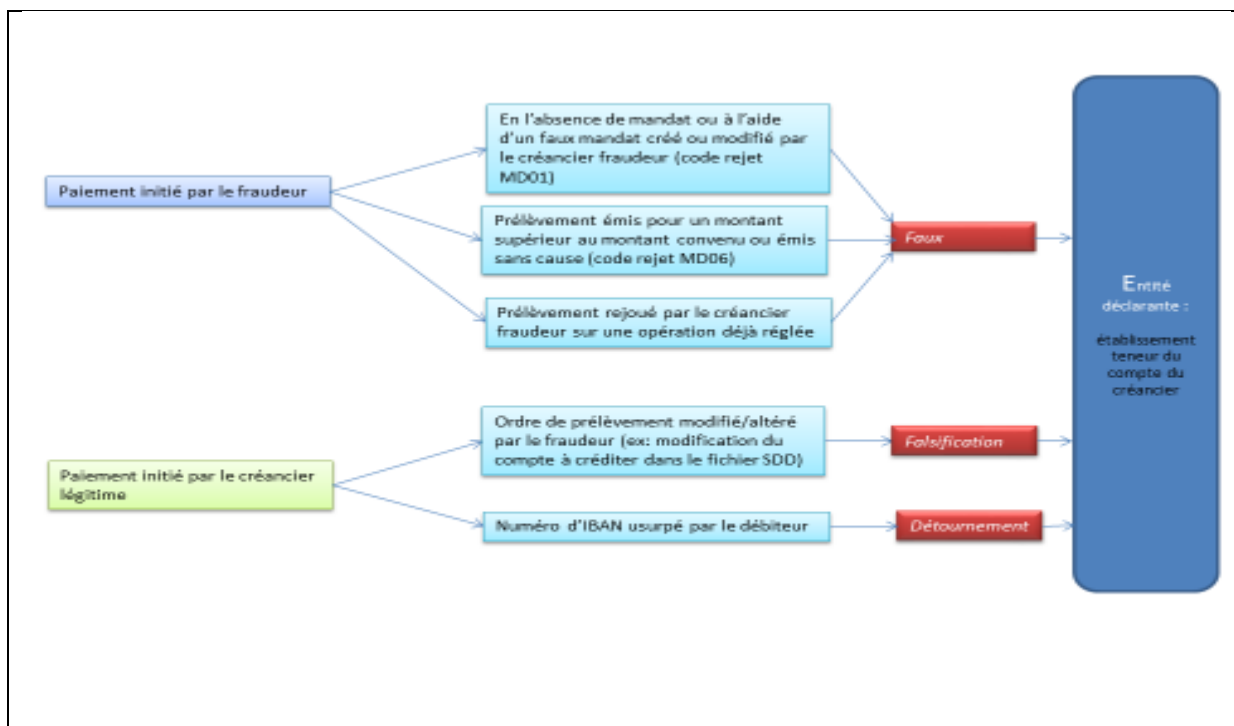 En l'absence de mandat ou à l'aide
d'un faux mandat créé ou modifié par
le créancier fraudeur (code rejet
MD01)
Paiement initié par le fraudeur
Prélèvement émis pour un montant
supérieur au montant convenu ou émis
sans cause (code rejet MD06)
Faux
Prélèvement rejoué par le créancier
fraudeur sur une opération déjà réglée
Entité
déclarante :
établissement
teneur du
compte du
créancier
Ordre de prélèvement modifié/altéré
par le fraudeur (ex: modification du
compte à créditer dans le fichier SDD)
Falsification
Paiement initié par le créancier
légitime
Numéro d'IBAN usurpé par le débiteur
Détournement